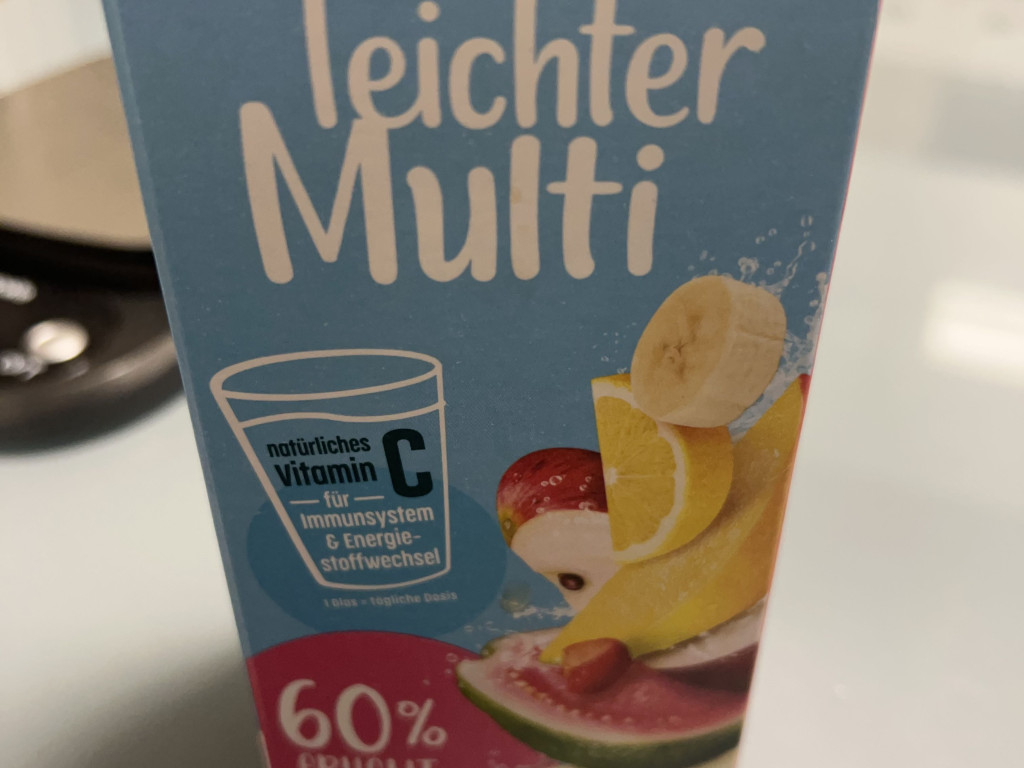 leichter
Multi
natürliches
Vitamin C
für
Immunsystem
& Energie-
stoffwechsel
1 Glas = tägliche Dosis
60%